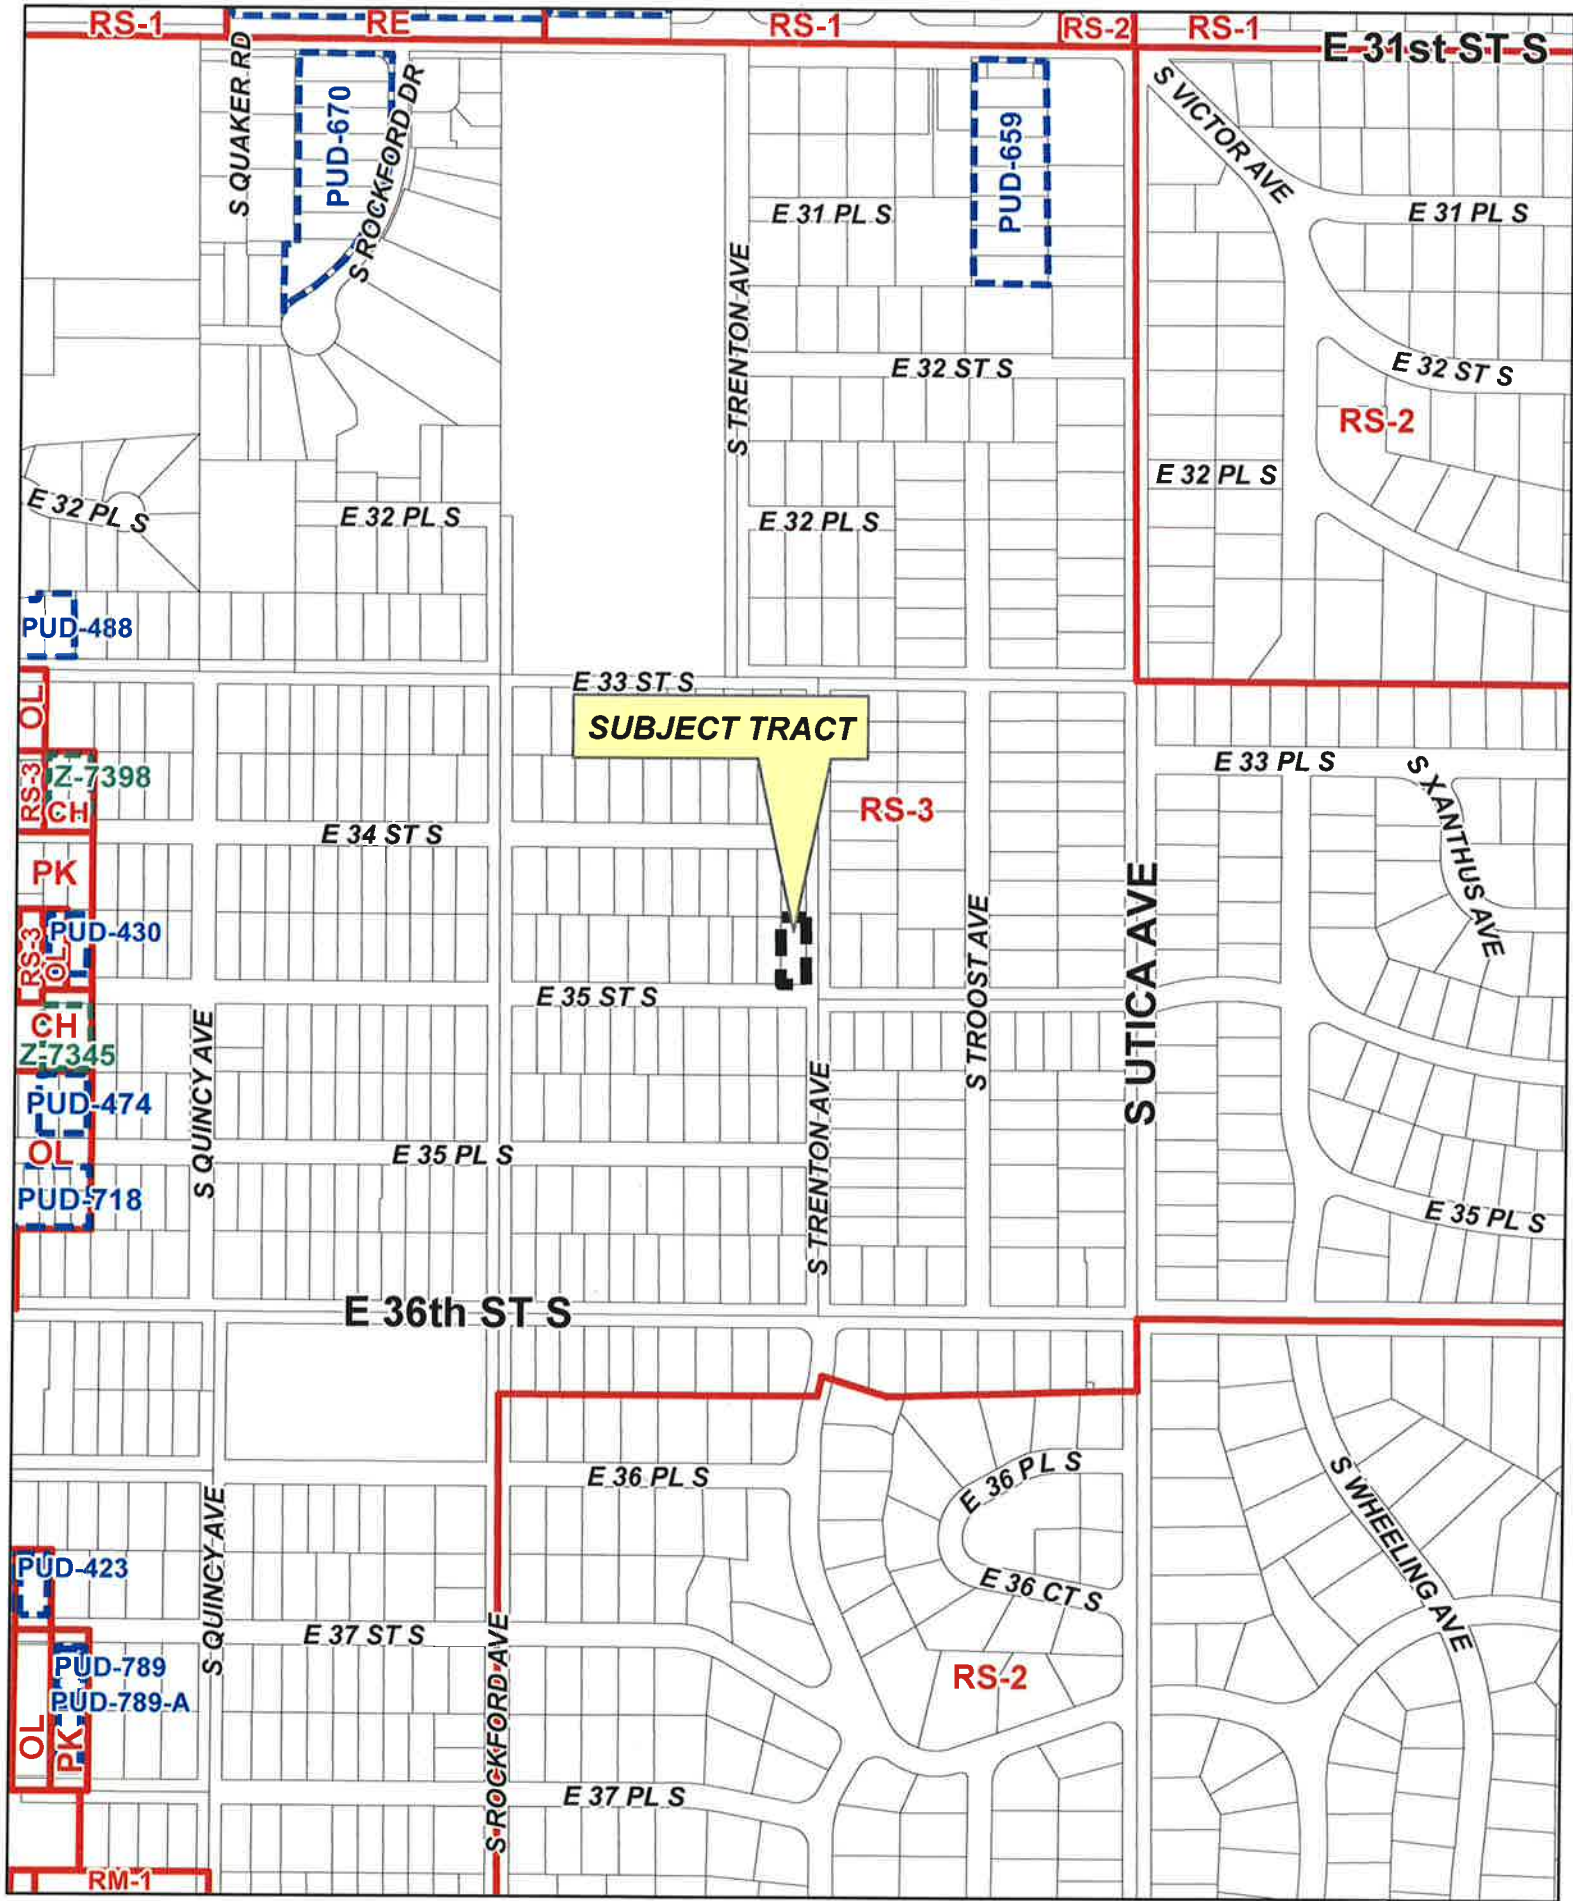 RS-1
RE
RS-1
RS-2
RS-1
E 31st ST S
S QUAKER RD
PUD-670
S ROCKFORD DR
PUD-659
S VICTOR AVE
E 31 PL S
E 31 PL S
S TRENTON AVE
E 32 ST S
E 32 ST S
RS-2
E 32 PL S
E 32 PL S
E 32 PL S
E 32 PL S
PUD-488
OL
E 33 ST S
SUBJECT TRACT
RS-3
Z-7398
CH
RS-3
E 33 PL S
S XANTHUS AVE
E 34 ST S
PK
S UTICA AVE
S TROOST AVE
RS-3
OL
PUD-430
E 35 ST S
CH
Z-7345
S QUINCY AVE
S TRENTON AVE
PUD-474
OL
E 35 PL S
PUD-718
E 35 PL S
E 36th ST S
E 36 PL S
E 36 PL S
S WHEELING AVE
S QUINCY AVE
PUD-423
E 36 CT S
E 37 ST S
S ROCKFORD AVE
PUD-789
PUD-789-A
RS-2
OL
PK
E 37 PL S
RM-1